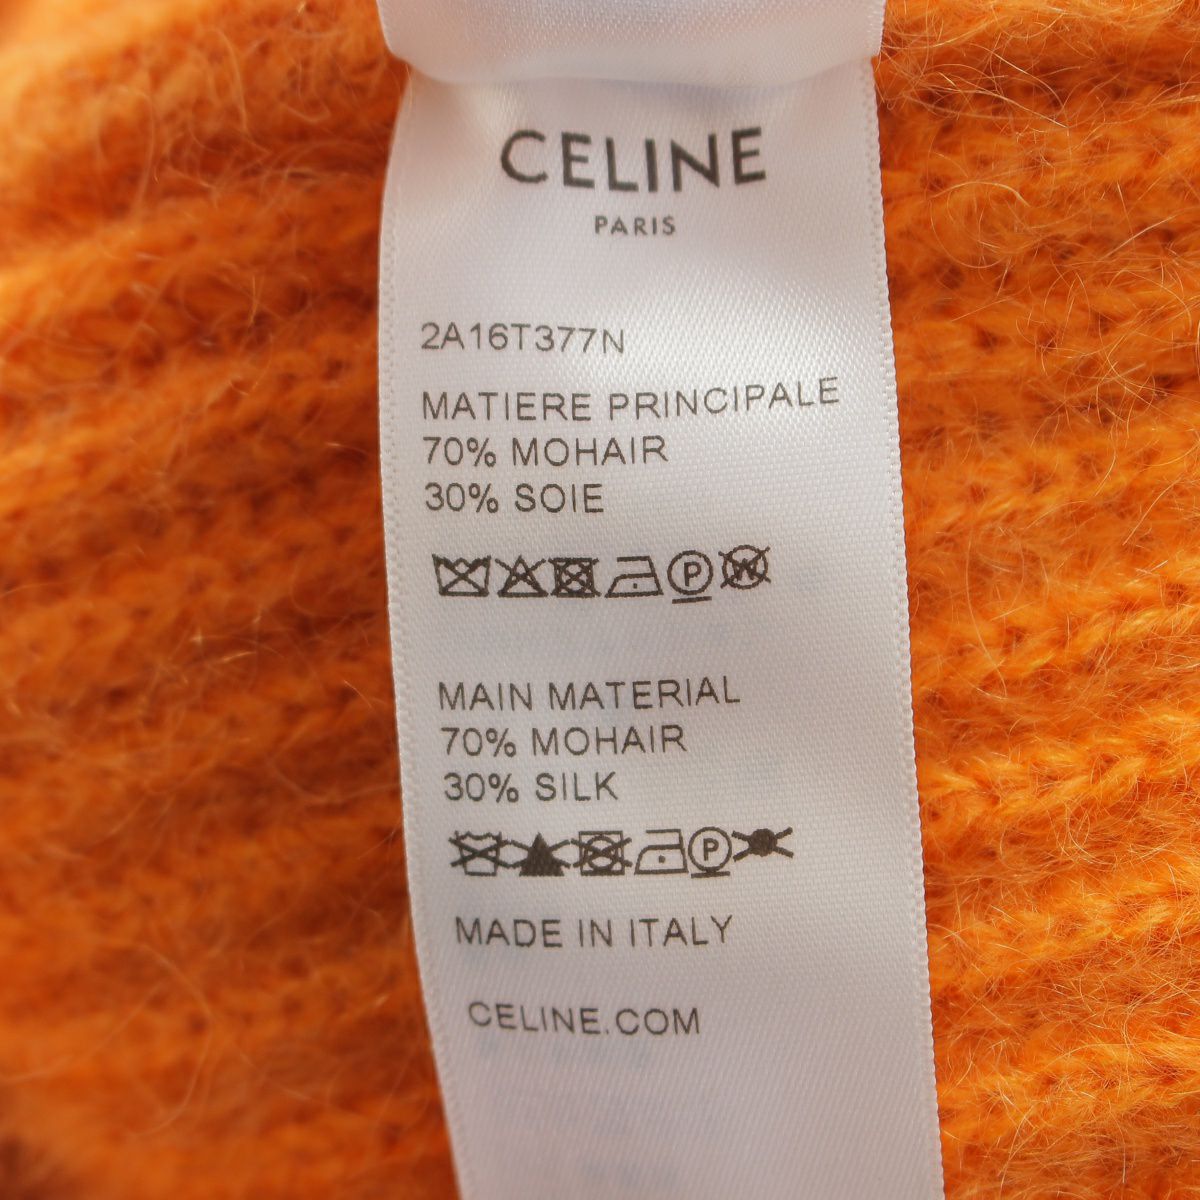 CELINE
PARIS
2A16T377N
MATIERE PRINCIPALE
70% MOHAIR
30% SOIE
P W
MAIN MATERIAL
70% MOHAIR
30% SILK
P
MADE IN ITALY
CELINE.COM